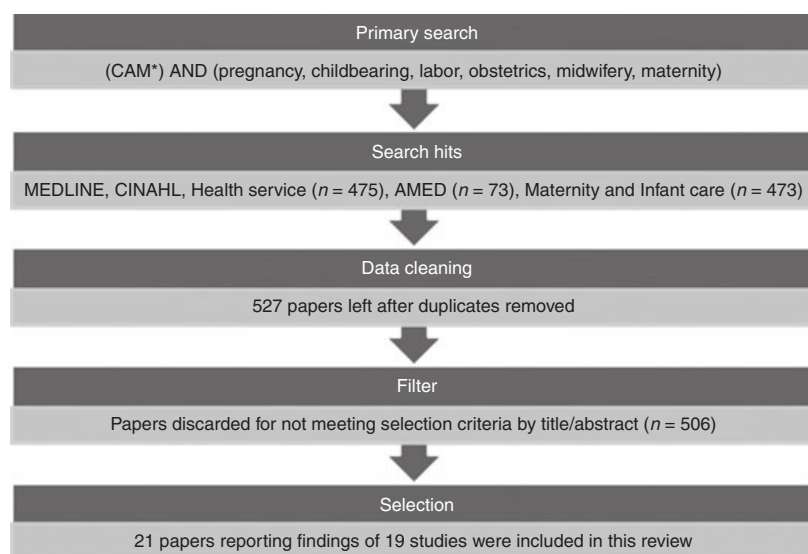 Primary search
(CAM*) AND (pregnancy, childbearing, labor, obstetrics, midwifery, maternity)
Search hits
MEDLINE, CINAHL, Health service (n = 475), AMED (n = 73), Maternity and Infant care (n = 473)
Data cleaning
527 papers left after duplicates removed
Filter
Papers discarded for not meeting selection criteria by title/abstract (n = 506)
Selection
21 papers reporting findings of 19 studies were included in this review